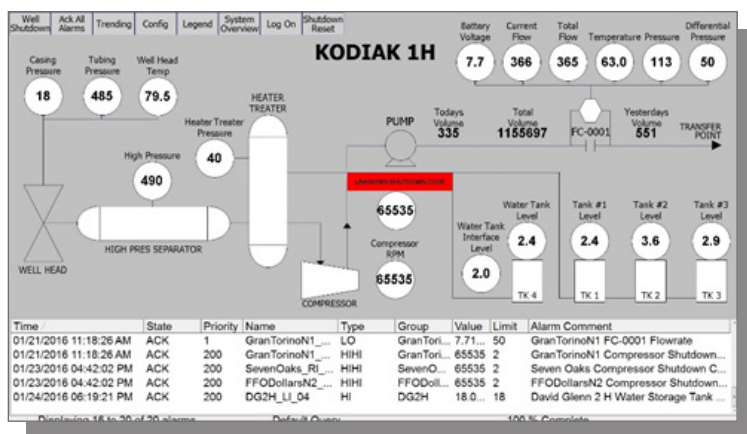 Well Shutdown
Ack All Alarms
Trending
Config
Legend
System Overview
Log On
Shutdown Reset
KODIAK 1H
Battery Voltage
7.7
Current Flow
366
Total Flow
365
Temperature
63.0
Pressure
113
Differential Pressure
50
Casing Pressure
18
Tubing Pressure
485
Well Head Temp
79.5
HEATER TREATER
Heater Treater Pressure
40
High Pressure
490
PUMP
Todays Volume
335
Total Volume
1155697
FC-0001
Yesterdays Volume
551
TRANSFER POINT
UNKNOWN SHUTDOWN CODE
65535
Compressor RPM
65535
COMPRESSOR
WELL HEAD
HIGH PRES SEPARATOR
Water Tank Interface Level
2.0
Water Tank Level
2.4
TK 4
Tank #1 Level
2.4
TK 1
Tank #2 Level
3.6
TK 2
Tank #3 Level
2.9
TK 3
Time State Priority Name Type Group Value Limit Alarm Comment
01/21/2016 11:18:26 AM ACK 1 GranTorinoN1_... LO GranTori... 7.71... 50 GranTorinoN1 FC-0001 Flowrate
01/21/2016 11:18:26 AM ACK 200 GranTorinoN1_... HIHI GranTori... 65535 2 GranTorinoN1 Compressor Shutdown...
01/23/2016 04:42:02 PM ACK 200 SevenOaks_RI_... HIHI SevenO... 65535 2 Seven Oaks Compressor Shutdown C...
01/23/2016 04:42:02 PM ACK 200 FFODollarsN2_... HIHI FFODoll... 65535 2 FFODollarsN2 Compressor Shutdown...
01/24/2016 06:19:21 PM ACK 200 DG2H_LI_04 HI DG2H 18.0... 18 David Glenn 2 H Water Storage Tank ...
Displaying 16 to 20 of 20 alarms Default Query 100 % Complete